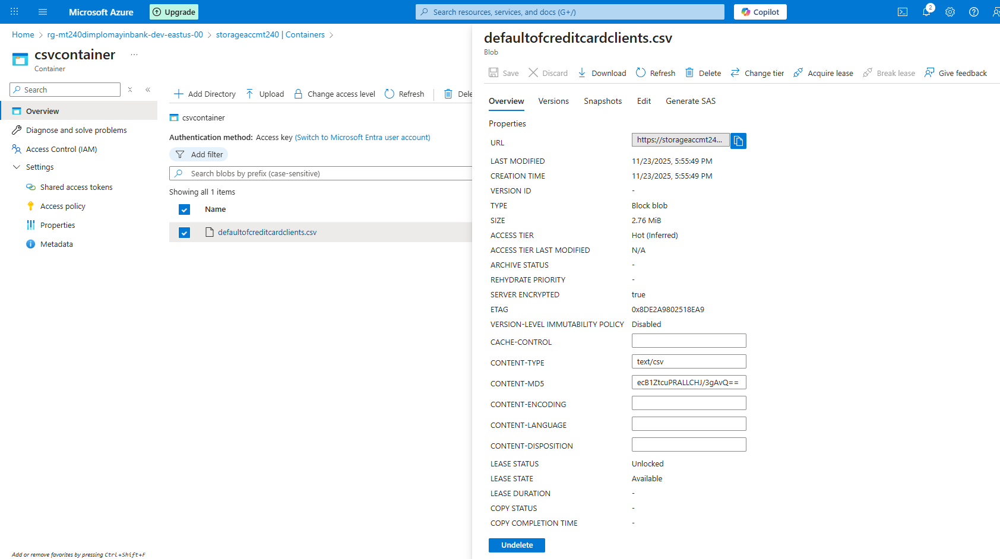 Microsoft Azure
Upgrade
Search resources, services, and docs (G+/)
Copilot
2
Home > rg-mt240dimplomayinbank-dev-eastus-00 > storageaccmt240 | Containers >
csvcontainer ...
Container
Search
Overview
Diagnose and solve problems
Access Control (IAM)
Settings
Shared access tokens
Access policy
Properties
Metadata
Add or remove favorites by pressing Ctrl+Shift+F
Add Directory Upload Change access level Refresh Dele
csvcontainer
Authentication method: Access key (Switch to Microsoft Entra user account)
Add filter
Search blobs by prefix (case-sensitive)
Showing all 1 items
Name
defaultofcreditcardclients.csv
defaultofcreditcardclients.csv
Blob
Save Discard Download Refresh Delete Change tier Acquire lease Break lease Give feedback
Overview Versions Snapshots Edit Generate SAS
Properties
URL https://storageaccmt24...
LAST MODIFIED 11/23/2025, 5:55:49 PM
CREATION TIME 11/23/2025, 5:55:49 PM
VERSION ID -
TYPE Block blob
SIZE 2.76 MiB
ACCESS TIER Hot (Inferred)
ACCESS TIER LAST MODIFIED N/A
ARCHIVE STATUS -
REHYDRATE PRIORITY -
SERVER ENCRYPTED true
ETAG 0x8DE2A9802518EA9
VERSION-LEVEL IMMUTABILITY POLICY Disabled
CACHE-CONTROL
CONTENT-TYPE text/csv
CONTENT-MD5 ecB1ZtcuPRALLCHJ/3gAvQ==
CONTENT-ENCODING
CONTENT-LANGUAGE
CONTENT-DISPOSITION
LEASE STATUS Unlocked
LEASE STATE Available
LEASE DURATION -
COPY STATUS -
COPY COMPLETION TIME -
Undelete